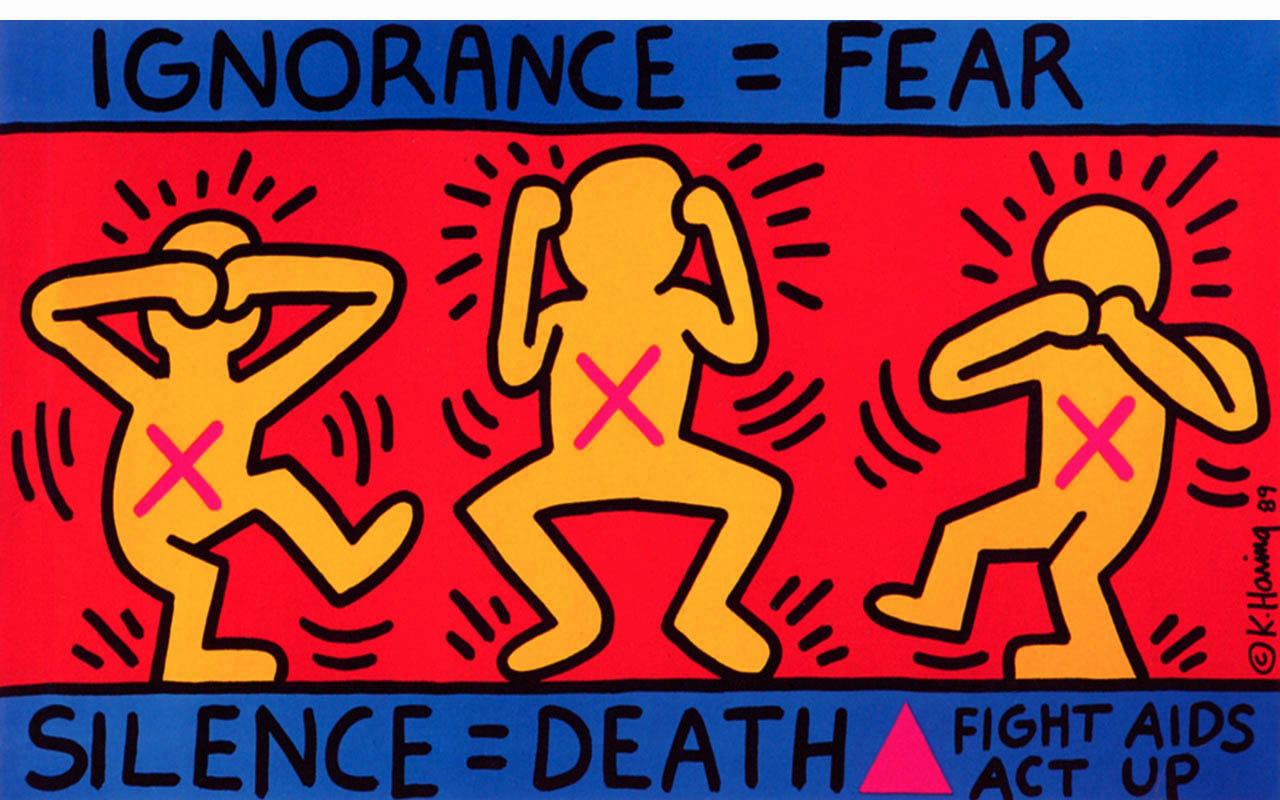 IGNORANCE = FEAR
© K. Haring 89
SILENCE = DEATH
FIGHT AIDS
ACT UP